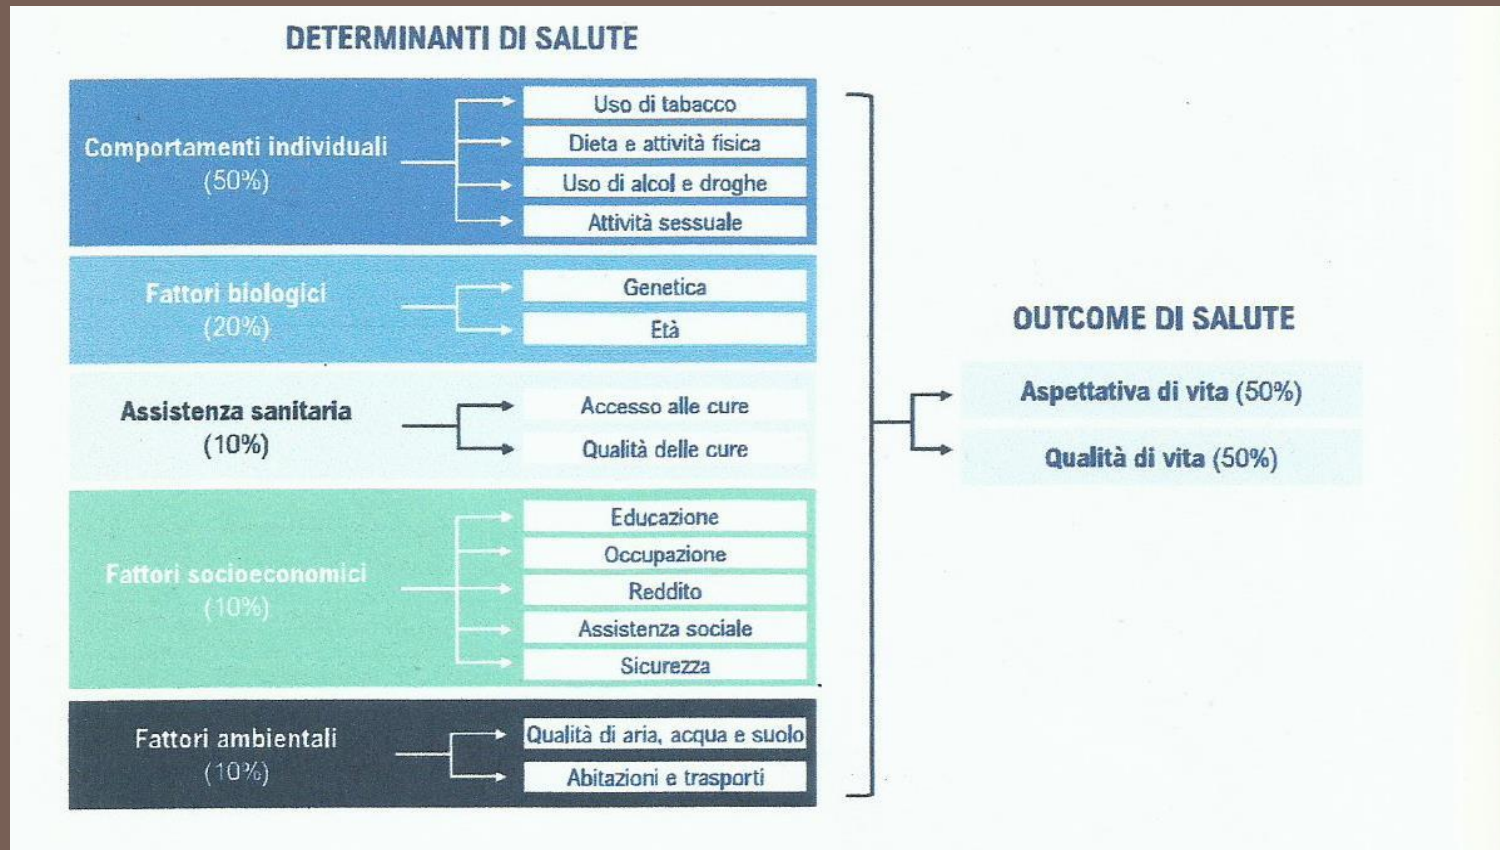 DETERMINANTI DI SALUTE
Comportamenti individuali
(50%)
Uso di tabacco
Dieta e attività fisica
Uso di alcol e droghe
Attività sessuale
Fattori biologici
(20%)
Genetica
Età
Assistenza sanitaria
(10%)
Accesso alle cure
Qualità delle cure
Fattori socioeconomici
(10%)
Educazione
Occupazione
Reddito
Assistenza sociale
Sicurezza
Fattori ambientali
(10%)
Qualità di aria, acqua e suolo
Abitazioni e trasporti
OUTCOME DI SALUTE
Aspettativa di vita (50%)
Qualità di vita (50%)